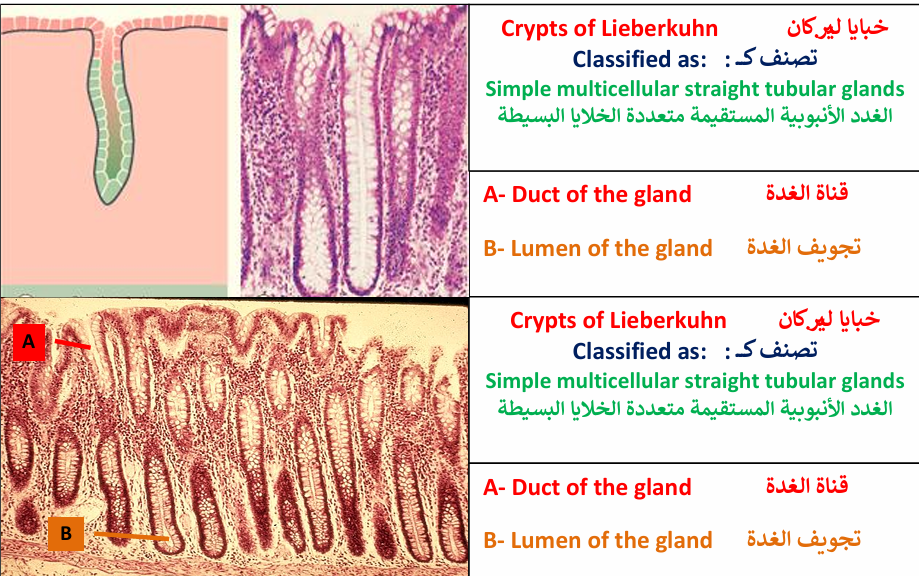 Crypts of Lieberkuhn خبايا ليركان
Classified as: تصنف كـ :
Simple multicellular straight tubular glands
الغدد الأنبوبية المستقيمة متعددة الخلايا البسيطة
A- Duct of the gland قناة الغدة
B- Lumen of the gland تجويف الغدة
A
B
Crypts of Lieberkuhn خبايا ليركان
Classified as: تصنف كـ :
Simple multicellular straight tubular glands
الغدد الأنبوبية المستقيمة متعددة الخلايا البسيطة
A- Duct of the gland قناة الغدة
B- Lumen of the gland تجويف الغدة